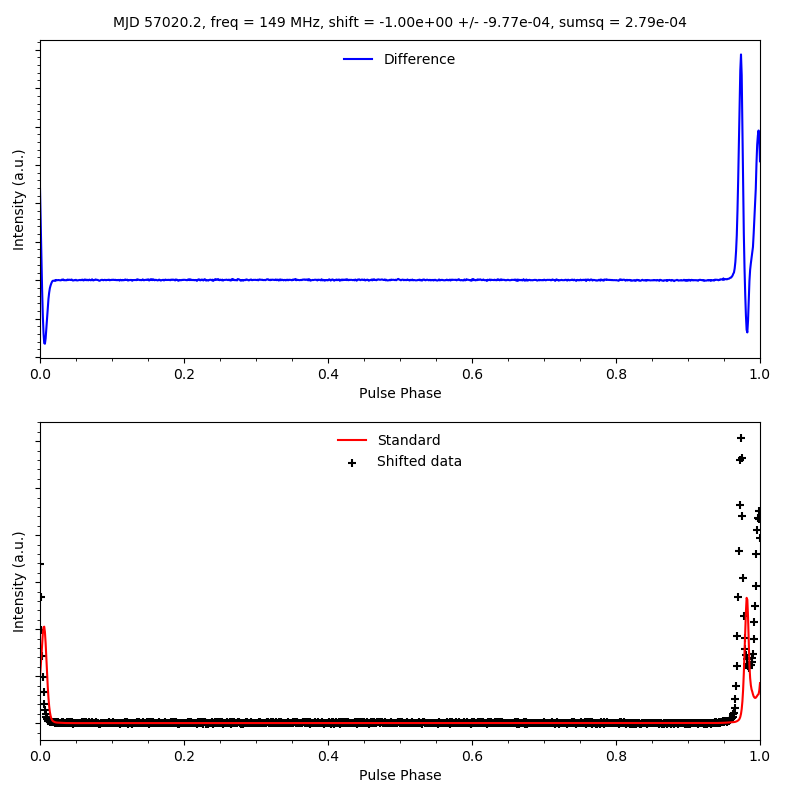 MJD 57020.2, freq = 149 MHz, shift = -1.00e+00 +/- -9.77e-04, sumsq = 2.79e-04
Difference
Intensity (a.u.)
0.0 0.2 0.4 0.6 0.8 1.0
Pulse Phase
Standard
Shifted data
Intensity (a.u.)
0.0 0.2 0.4 0.6 0.8 1.0
Pulse Phase